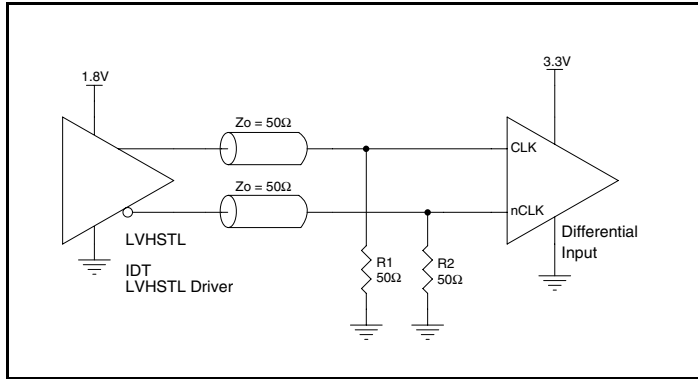 1.8V
3.3V
Zo = 50Ω
CLK
Zo = 50Ω
nCLK
LVHSTL
IDT
LVHSTL Driver
R1
50Ω
R2
50Ω
Differential
Input